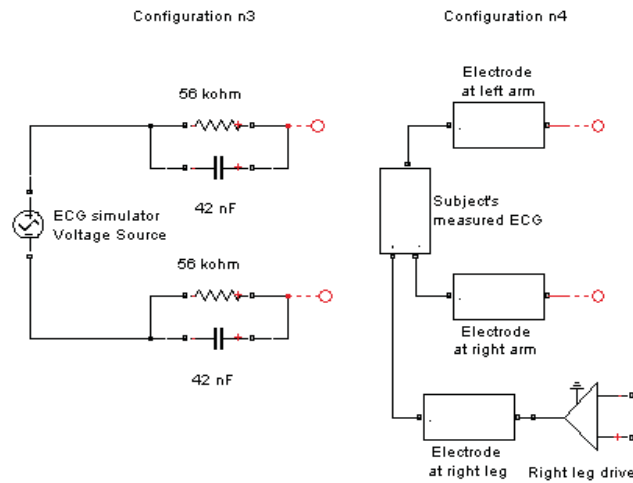 Configuration n3
56 kohm
42 nF
ECG simulator
Voltage Source
56 kohm
42 nF
Configuration n4
Electrode
at left arm
Subject's
measured ECG
Electrode
at right arm
Electrode
at right leg
Right leg drive